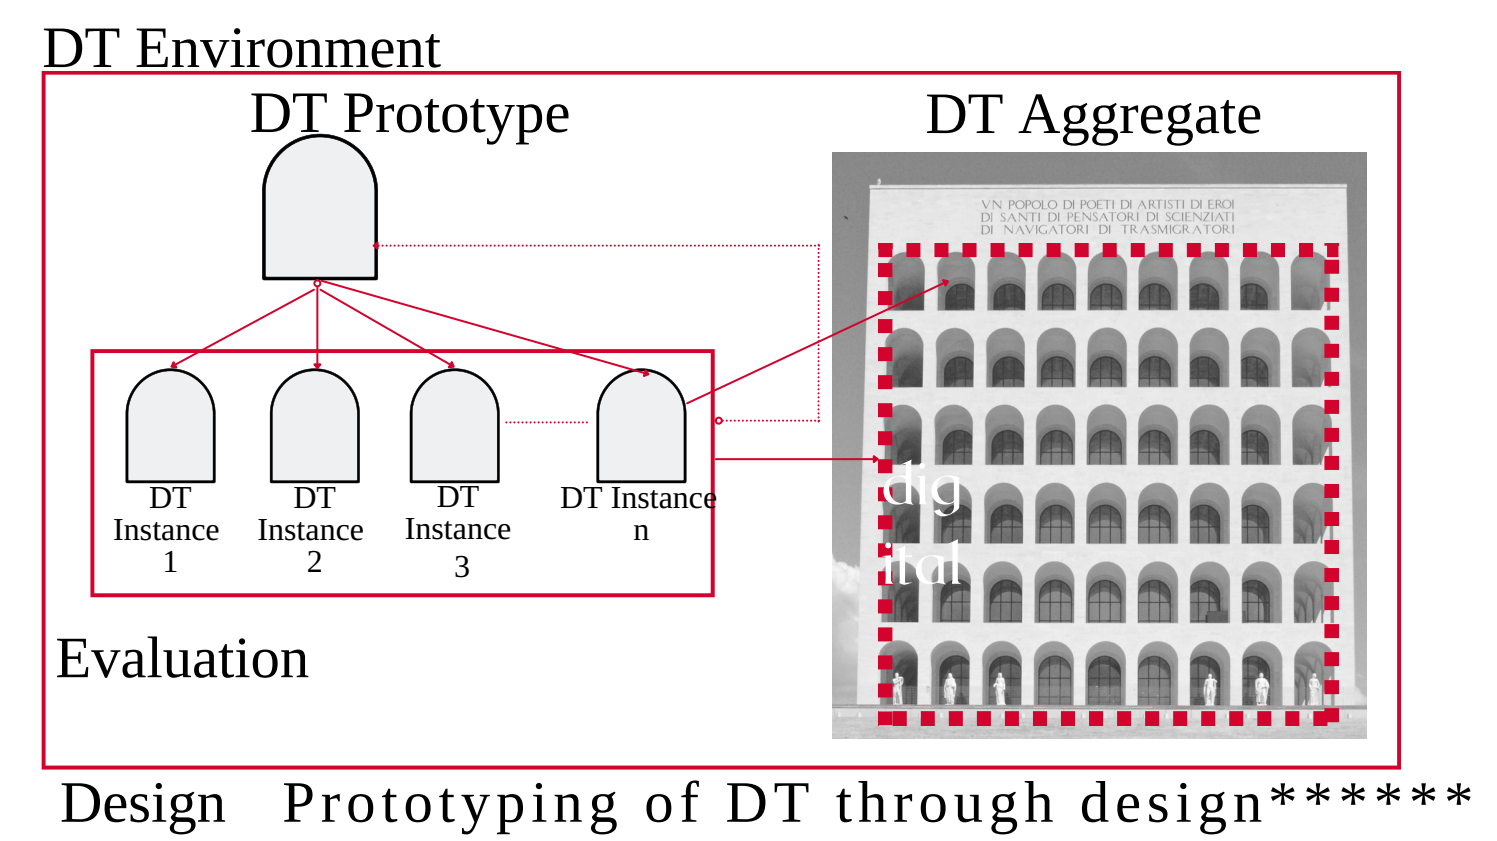 DT Environment
DT Prototype
DT Aggregate
VN POPOLO DI POETI DI ARTISTI DI EROI
DI SANTI DI PENSATORI DI SCIENZIATI
DI NAVIGATORI DI TRASMIGRATORI
dig
ital
DT
Instance
1
DT
Instance
2
DT
Instance
3
DT Instance
n
Evaluation
Design Prototyping of DT through design******